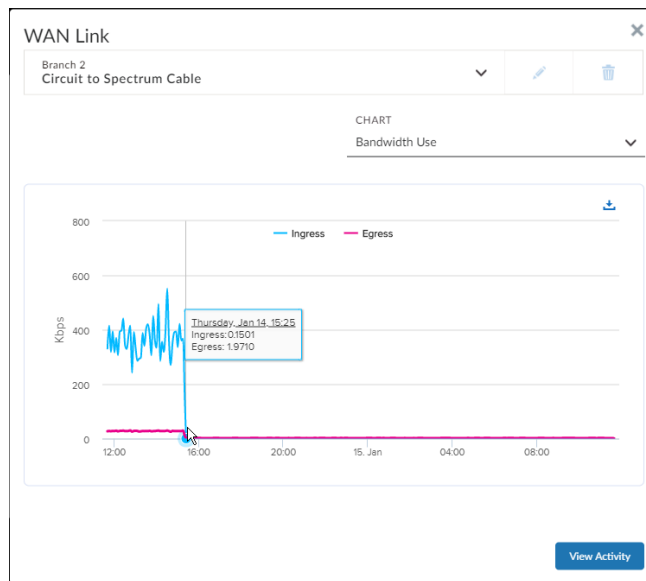 WAN Link
Branch 2
Circuit to Spectrum Cable
CHART
Bandwidth Use
Ingress
Egress
800
600
400
200
0
Kbps
Thursday, Jan 14, 15:25
Ingress:0.1501
Egress: 1.9710
12:00
16:00
20:00
15. Jan
04:00
08:00
View Activity